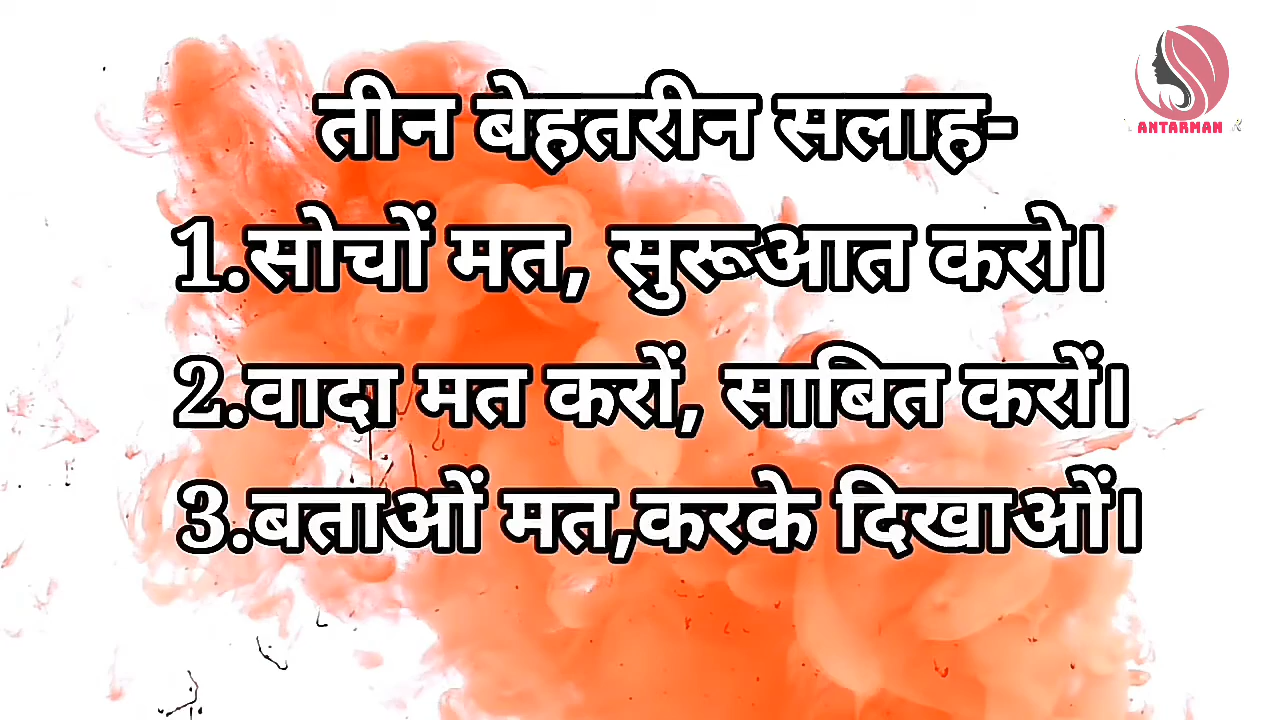 ANTARMAN
तीन बेहतरीन सलाह-
1.सोचों मत, सुरूआत करो।
2.वादा मत करों, साबित करों।
3.बताओं मत,करके दिखाओं।